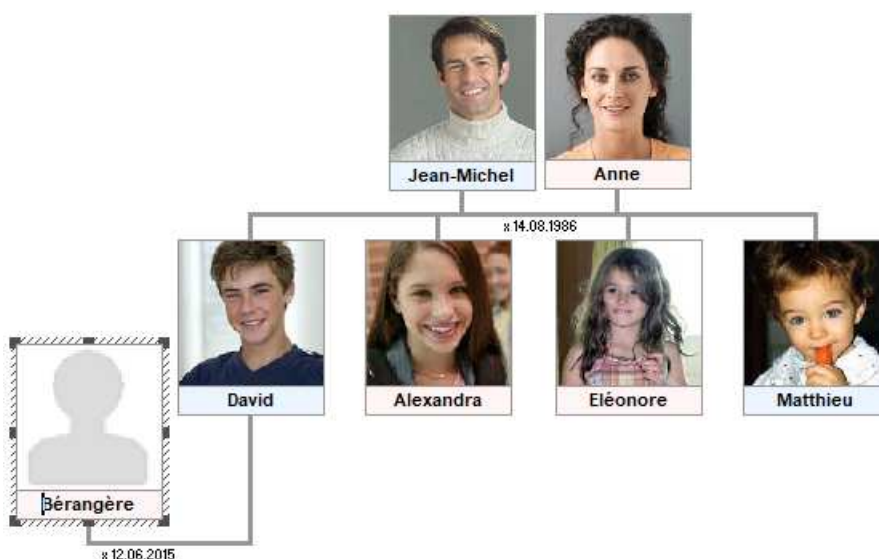 Jean-Michel
Anne
x 14.08.1986
David
Alexandra
Eléonore
Matthieu
Bérangère
x 12.06.2015